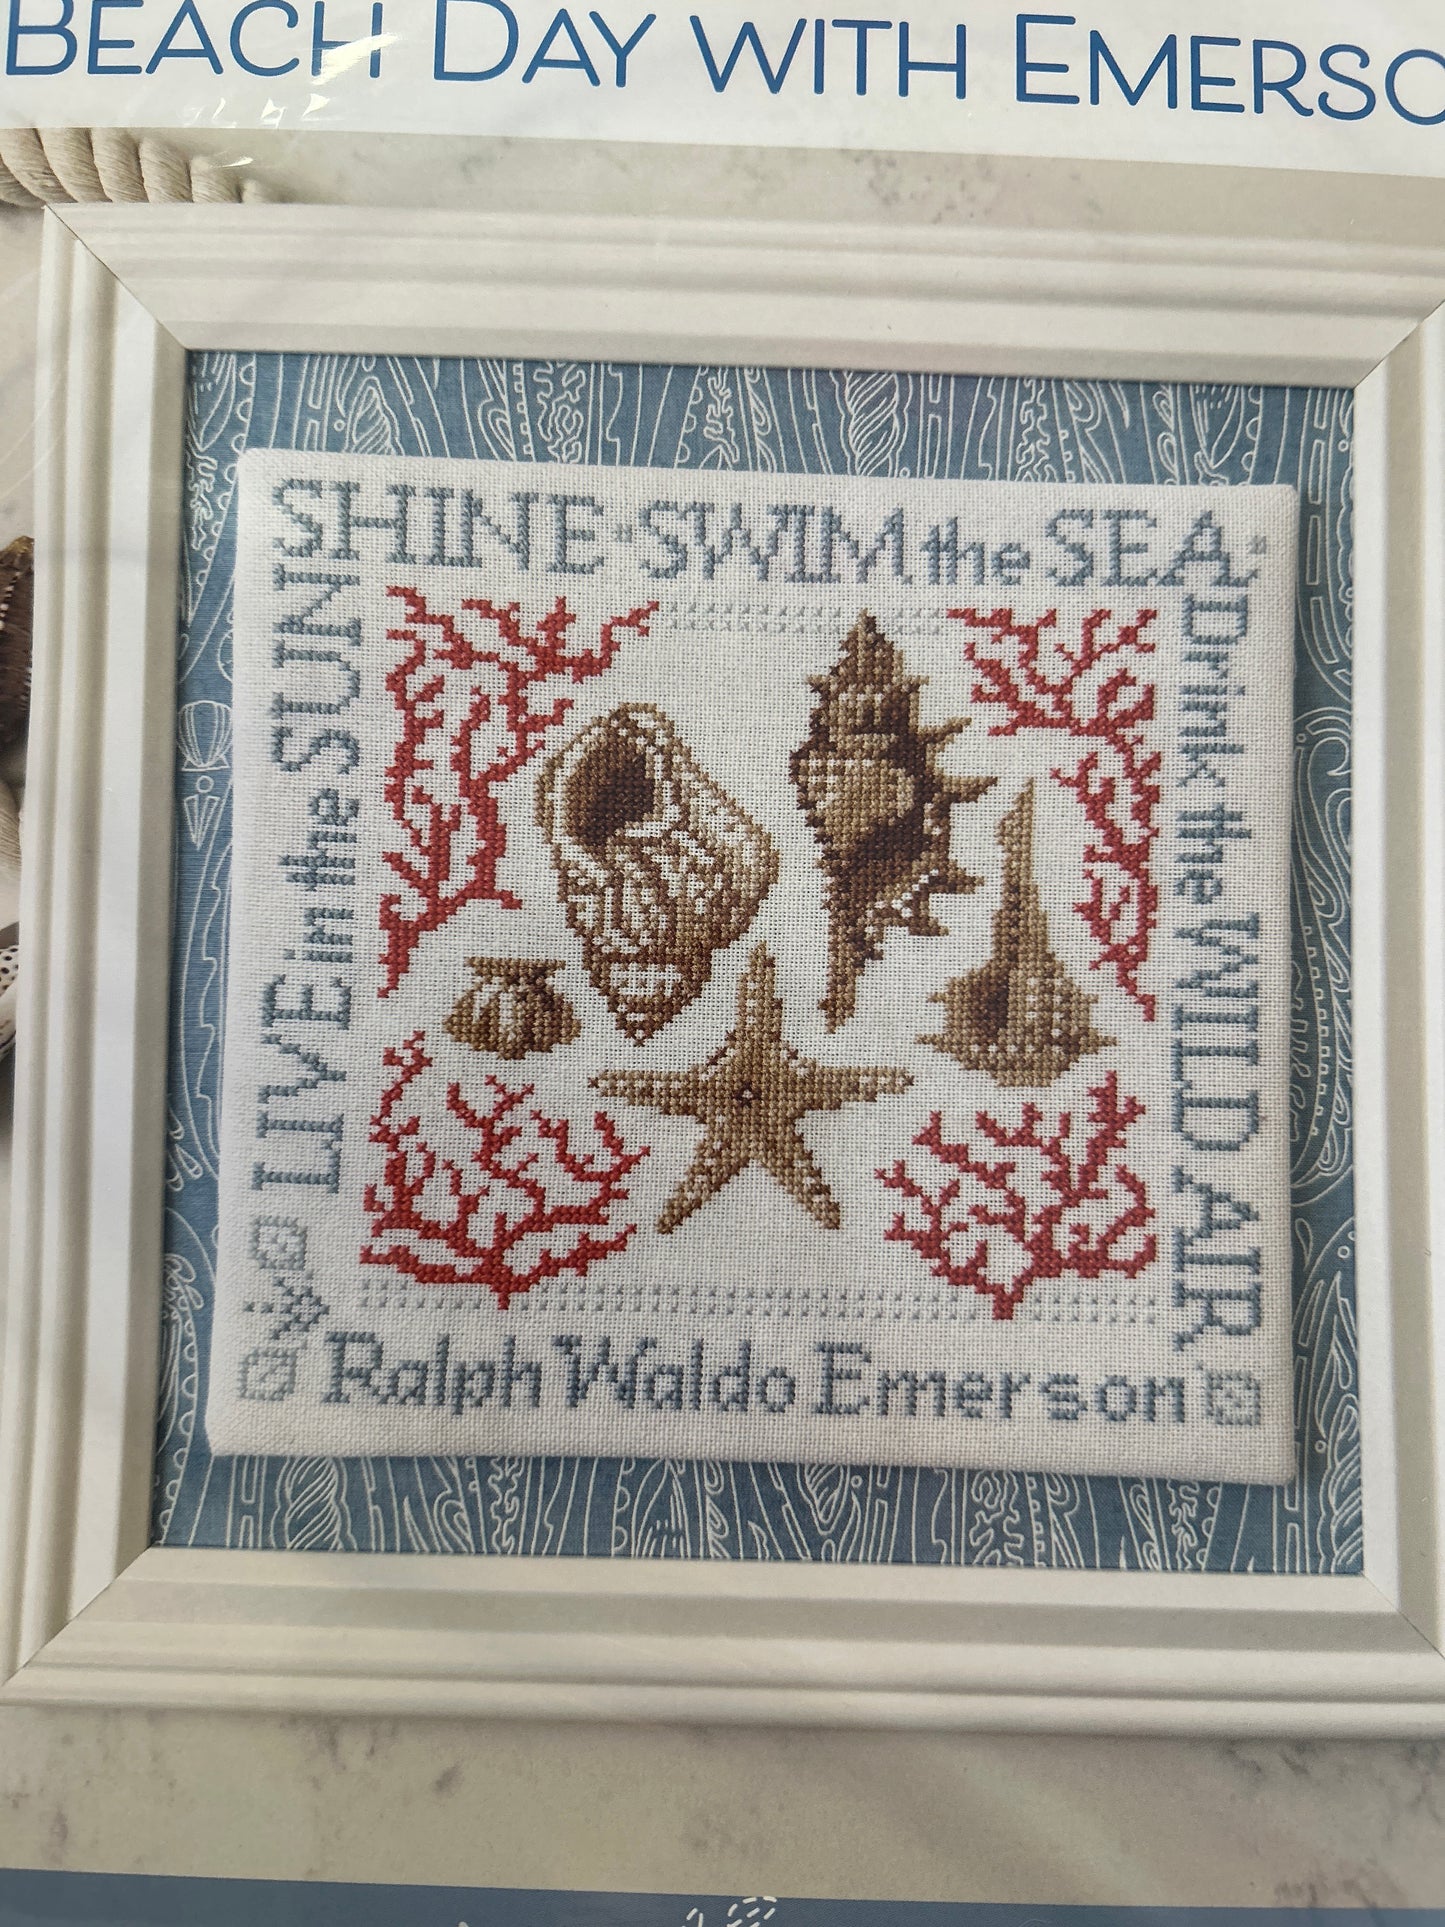 BEACH DAY WITH EMERSO
LIVE in the SUN
SHINE "SWIM the SEA"
Drink the WILD AIR
Ralph Waldo Emerson